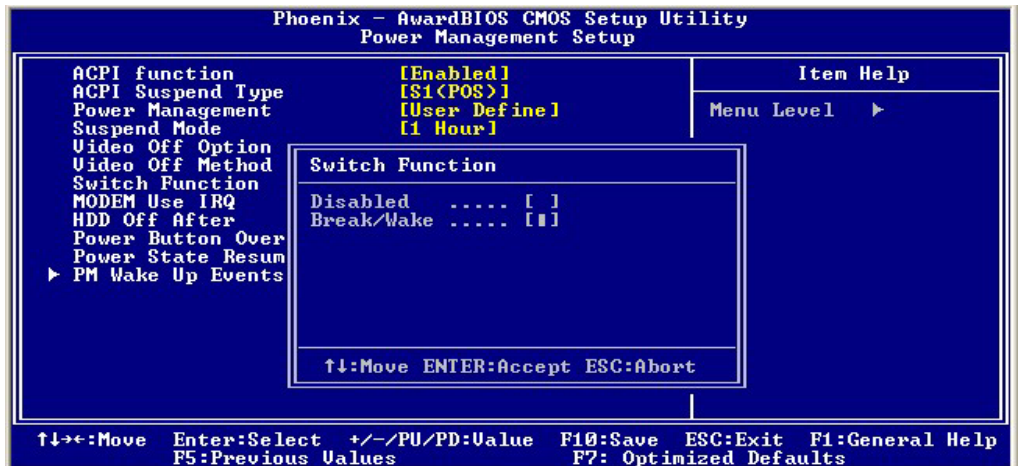 Phoenix - AwardBIOS CMOS Setup Utility
Power Management Setup
ACPI function [Enabled]
ACPI Suspend Type [S1(POS)]
Power Management [User Define]
Suspend Mode [1 Hour]
Video Off Option
Video Off Method
Switch Function
MODEM Use IRQ
HDD Off After
Power Button Over
Power State Resum
► PM Wake Up Events
Item Help
Menu Level ►
Switch Function
Disabled ..... [ ]
Break/Wake ..... [■]
↑↓:Move ENTER:Accept ESC:Abort
↑↓→←:Move Enter:Select +/-/PU/PD:Value F10:Save ESC:Exit F1:General Help
F5:Previous Values F7: Optimized Defaults